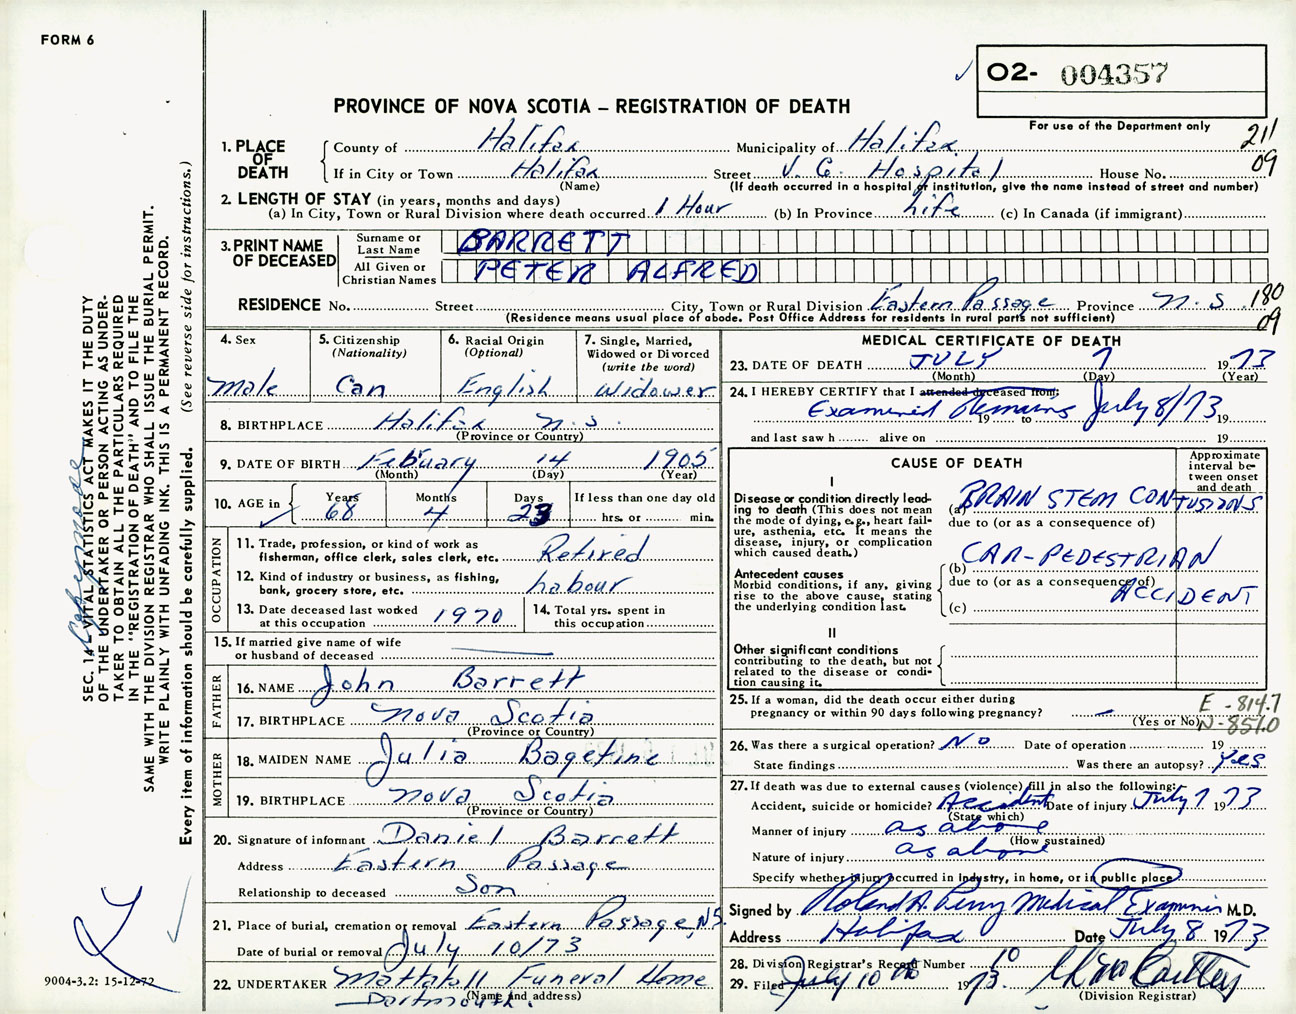 FORM 6
02- 004357
PROVINCE OF NOVA SCOTIA – REGISTRATION OF DEATH
For use of the Department only
211
09
1. PLACE OF DEATH
County of Halifax Municipality of Halifax
If in City or Town Halifax Street V. G. Hospital House No.
(Name) (If death occurred in a hospital or institution, give the name instead of street and number)
2. LENGTH OF STAY (in years, months and days)
(a) In City, Town or Rural Division where death occurred 1 Hour (b) In Province Life (c) In Canada (if immigrant)
3. PRINT NAME OF DECEASED
Surname or Last Name BARRETT
All Given or Christian Names PETER ALFRED
RESIDENCE No. Street City, Town or Rural Division Eastern Passage Province N.S. 180
(Residence means usual place of abode. Post Office Address for residents in rural parts not sufficient) 09
4. Sex Male
5. Citizenship (Nationality) Can
6. Racial Origin (Optional) English
7. Single, Married, Widowed or Divorced (write the word) Widower
8. BIRTHPLACE Halifax N.S.
(Province or Country)
9. DATE OF BIRTH Febuary 14 1905
(Month) (Day) (Year)
10. AGE in Years 68 Months 4 Days 23 If less than one day old hrs. or min.
OCCUPATION
11. Trade, profession, or kind of work as fisherman, office clerk, sales clerk, etc. Retired
12. Kind of industry or business, as fishing, bank, grocery store, etc. Labour
13. Date deceased last worked at this occupation 1970
14. Total yrs. spent in this occupation
15. If married give name of wife or husband of deceased
FATHER
16. NAME John Barrett
17. BIRTHPLACE Nova Scotia
(Province or Country)
MOTHER
18. MAIDEN NAME Julia
19. BIRTHPLACE Nova Scotia
(Province or Country)
20. Signature of informant Daniel Barrett
Address Eastern Passage
Relationship to deceased Son
21. Place of burial, cremation or removal Eastern Passage, N.S.
Date of burial or removal July 10/73
22. UNDERTAKER Mattatall Funeral Home
(Name and address) Dartmouth.
MEDICAL CERTIFICATE OF DEATH
23. DATE OF DEATH JULY 7 1973
(Month) (Day) (Year)
24. I HEREBY CERTIFY that I attended deceased from:
Examined Remains July 8/73 19 to 19
and last saw h alive on 19
CAUSE OF DEATH
Approximate interval between onset and death
I
Disease or condition directly leading to death (This does not mean the mode of dying, e.g., heart failure, asthenia, etc. It means the disease, injury, or complication which caused death.)
(a) BRAIN STEM CONTUSIONS
due to (or as a consequence of)
Antecedent causes
Morbid conditions, if any, giving rise to the above cause, stating the underlying condition last.
(b) CAR-PEDESTRIAN
due to (or as a consequence of)
ACCIDENT
(c)
II
Other significant conditions
contributing to the death, but not related to the disease or condition causing it.
25. If a woman, did the death occur either during pregnancy or within 90 days following pregnancy?
(Yes or No)
E -814.7
N-851.0
26. Was there a surgical operation? No Date of operation 19
State findings Was there an autopsy? Yes
27. If death was due to external causes (violence) fill in also the following:
Accident, suicide or homicide? Accident Date of injury July 7 1973
(State which)
Manner of injury as above
(How sustained)
Nature of injury as above
Specify whether injury occurred in Industry, in home, or in public place
Signed by Roland A. Perry Medical Examiner M.D.
Address Halifax Date July 8 1973
28. Division Registrar's Record Number 10
29. Filed July 10th 1973.
(Division Registrar)
SEC. 14 - VITAL STATISTICS ACT MAKES IT THE DUTY
OF THE UNDERTAKER OR PERSON ACTING AS UNDER-
TAKER TO OBTAIN ALL THE PARTICULARS REQUIRED
IN THE "REGISTRATION OF DEATH" AND TO FILE THE
SAME WITH THE DIVISION REGISTRAR WHO SHALL ISSUE THE BURIAL PERMIT.
WRITE PLAINLY WITH UNFADING INK. THIS IS A PERMANENT RECORD.
Every item of information should be carefully supplied. (See reverse side for instructions.)
9004-3.2: 15-12-72